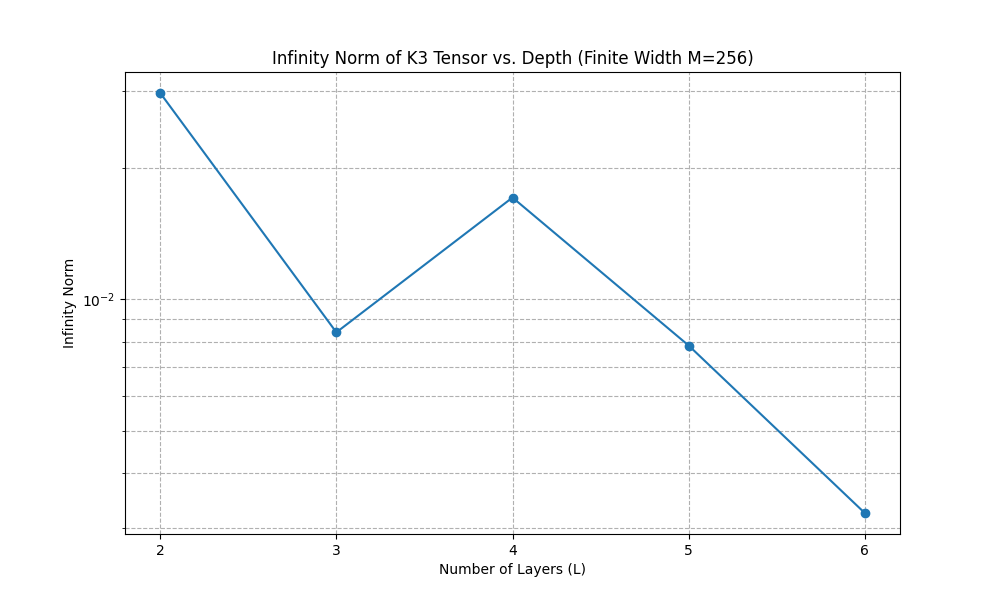 Infinity Norm of K3 Tensor vs. Depth (Finite Width M=256)
Infinity Norm
10⁻²
2 3 4 5 6
Number of Layers (L)